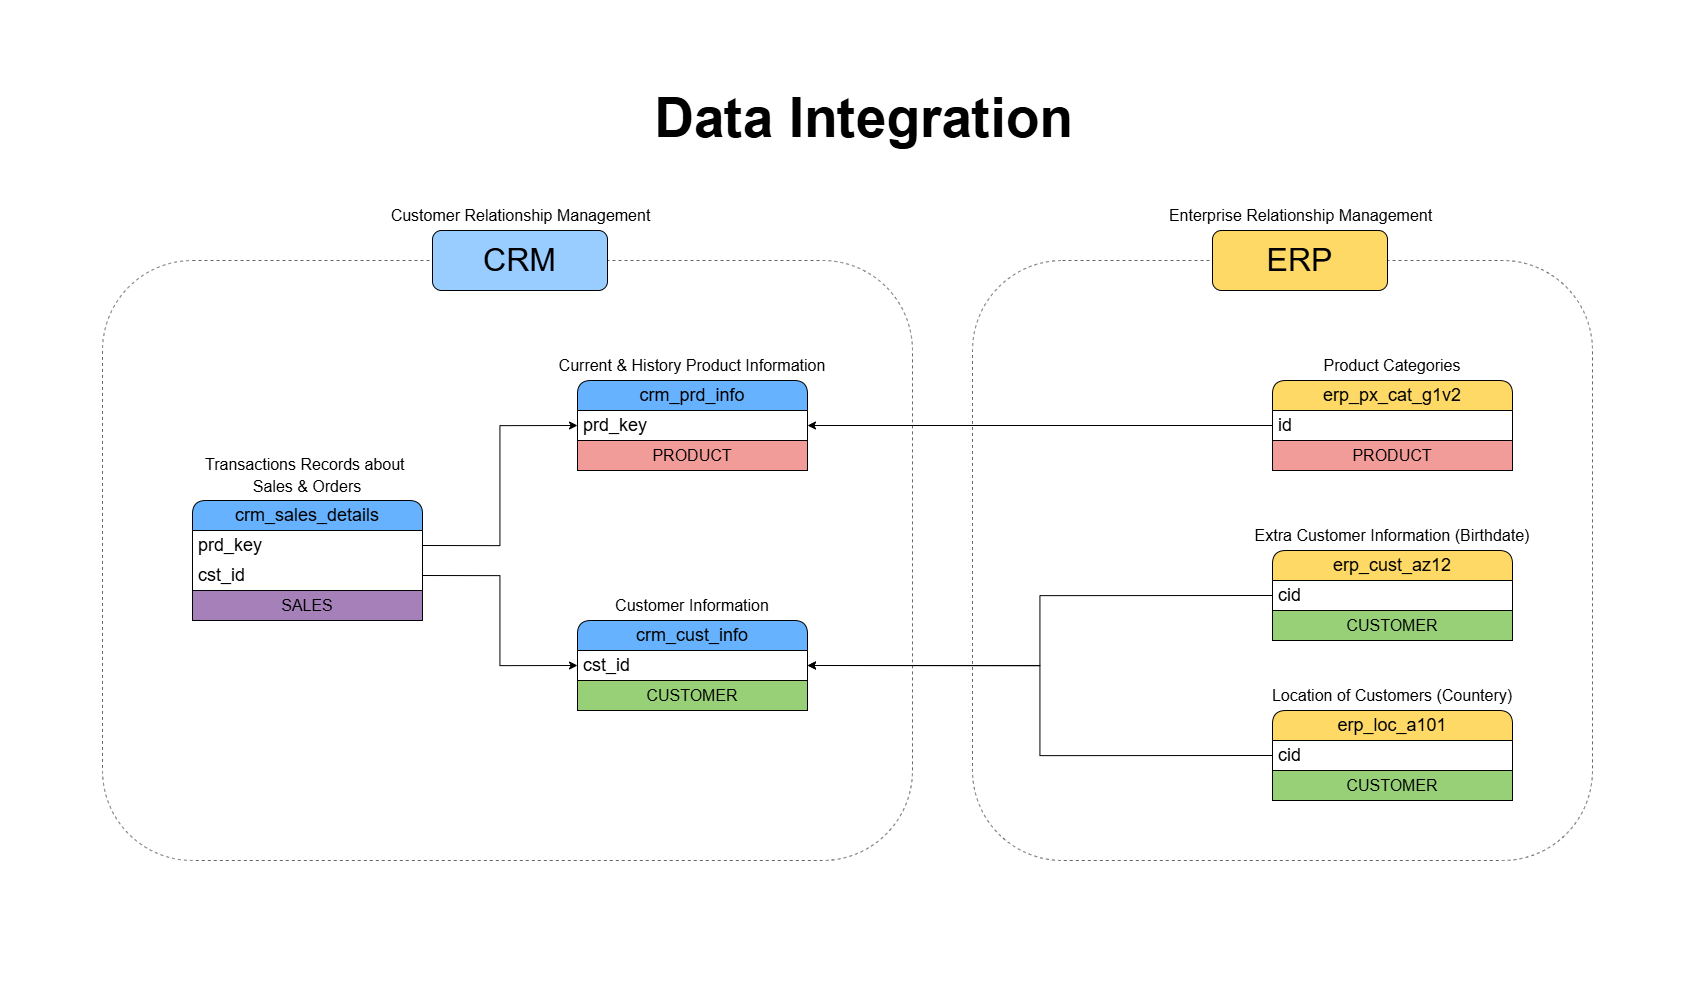 Data Integration
Customer Relationship Management
CRM
Enterprise Relationship Management
ERP
Current & History Product Information
crm_prd_info
prd_key
PRODUCT
Product Categories
erp_px_cat_g1v2
id
PRODUCT
Transactions Records about
Sales & Orders
crm_sales_details
prd_key
cst_id
SALES
Extra Customer Information (Birthdate)
erp_cust_az12
cid
CUSTOMER
Customer Information
crm_cust_info
cst_id
CUSTOMER
Location of Customers (Countery)
erp_loc_a101
cid
CUSTOMER